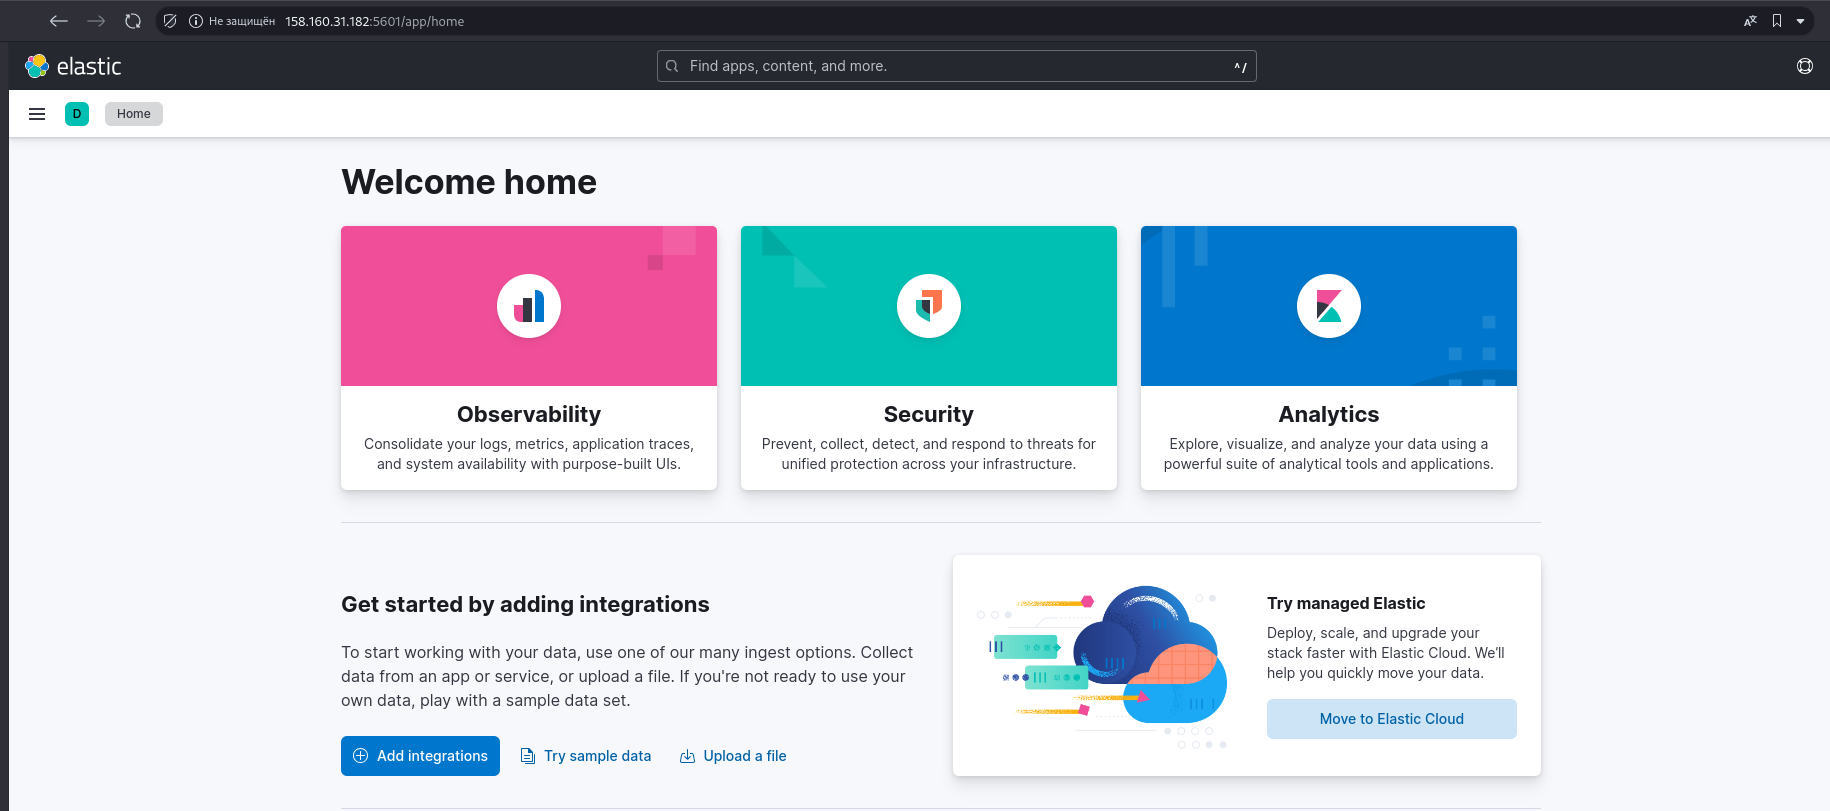 Не защищён 158.160.31.182:5601/app/home
elastic
Find apps, content, and more.
^/
D
Home
Welcome home
Observability
Consolidate your logs, metrics, application traces,
and system availability with purpose-built UIs.
Security
Prevent, collect, detect, and respond to threats for
unified protection across your infrastructure.
Analytics
Explore, visualize, and analyze your data using a
powerful suite of analytical tools and applications.
Get started by adding integrations
To start working with your data, use one of our many ingest options. Collect
data from an app or service, or upload a file. If you're not ready to use your
own data, play with a sample data set.
Add integrations
Try sample data
Upload a file
Try managed Elastic
Deploy, scale, and upgrade your
stack faster with Elastic Cloud. We’ll
help you quickly move your data.
Move to Elastic Cloud